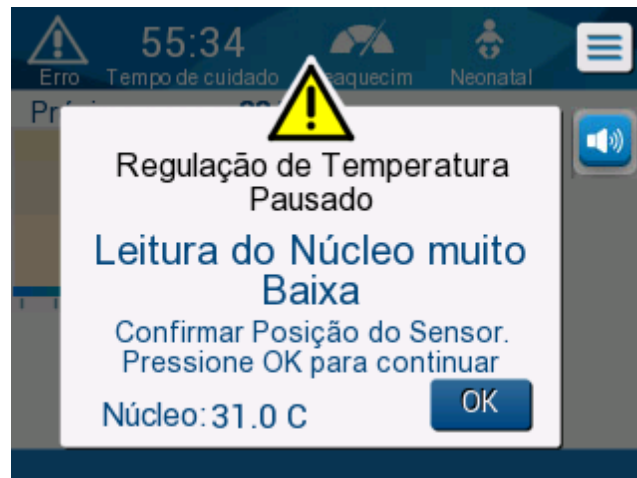 55:34
Erro
Tempo de cuidado
Neonatal
Regulação de Temperatura
Pausado
Leitura do Núcleo muito
Baixa
Confirmar Posição do Sensor.
Pressione OK para continuar
Núcleo: 31.0 C
OK